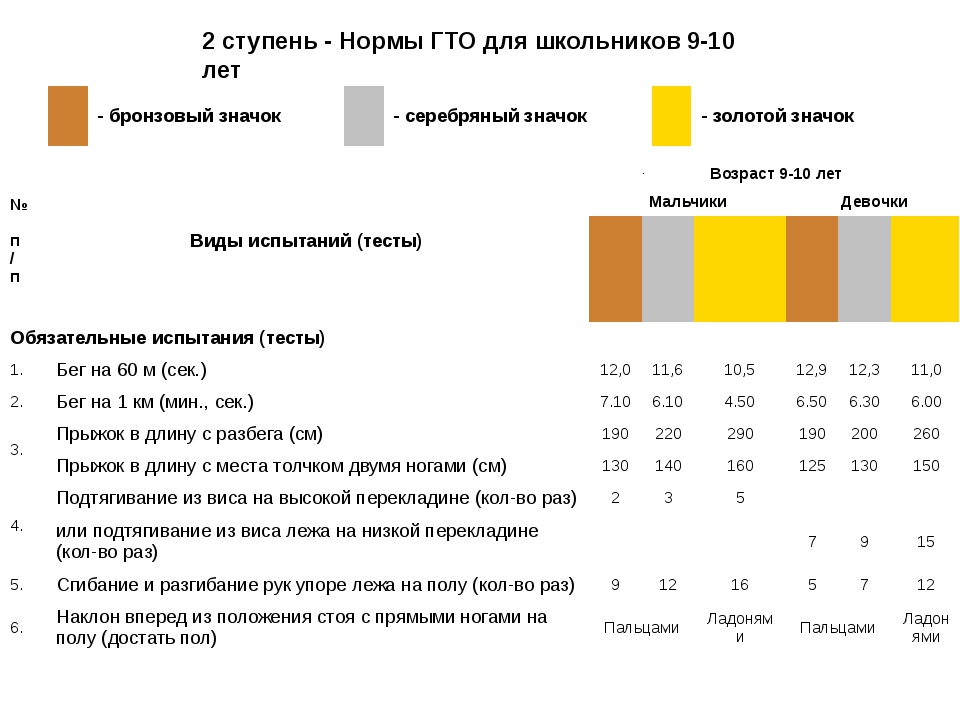 2 ступень - Нормы ГТО для школьников 9-10
лет
- бронзовый значок - серебряный значок - золотой значок
№
п
/
п
Виды испытаний (тесты)
Возраст 9-10 лет
Мальчики Девочки
Обязательные испытания (тесты)
1. Бег на 60 м (сек.) 12,0 11,6 10,5 12,9 12,3 11,0
2. Бег на 1 км (мин., сек.) 7.10 6.10 4.50 6.50 6.30 6.00
3. Прыжок в длину с разбега (см) 190 220 290 190 200 260
Прыжок в длину с места толчком двумя ногами (см) 130 140 160 125 130 150
4. Подтягивание из виса на высокой перекладине (кол-во раз) 2 3 5
или подтягивание из виса лежа на низкой перекладине
(кол-во раз) 7 9 15
5. Сгибание и разгибание рук упоре лежа на полу (кол-во раз) 9 12 16 5 7 12
6. Наклон вперед из положения стоя с прямыми ногами на
полу (достать пол)
Пальцами
Ладоням
и
Пальцами
Ладон
ями